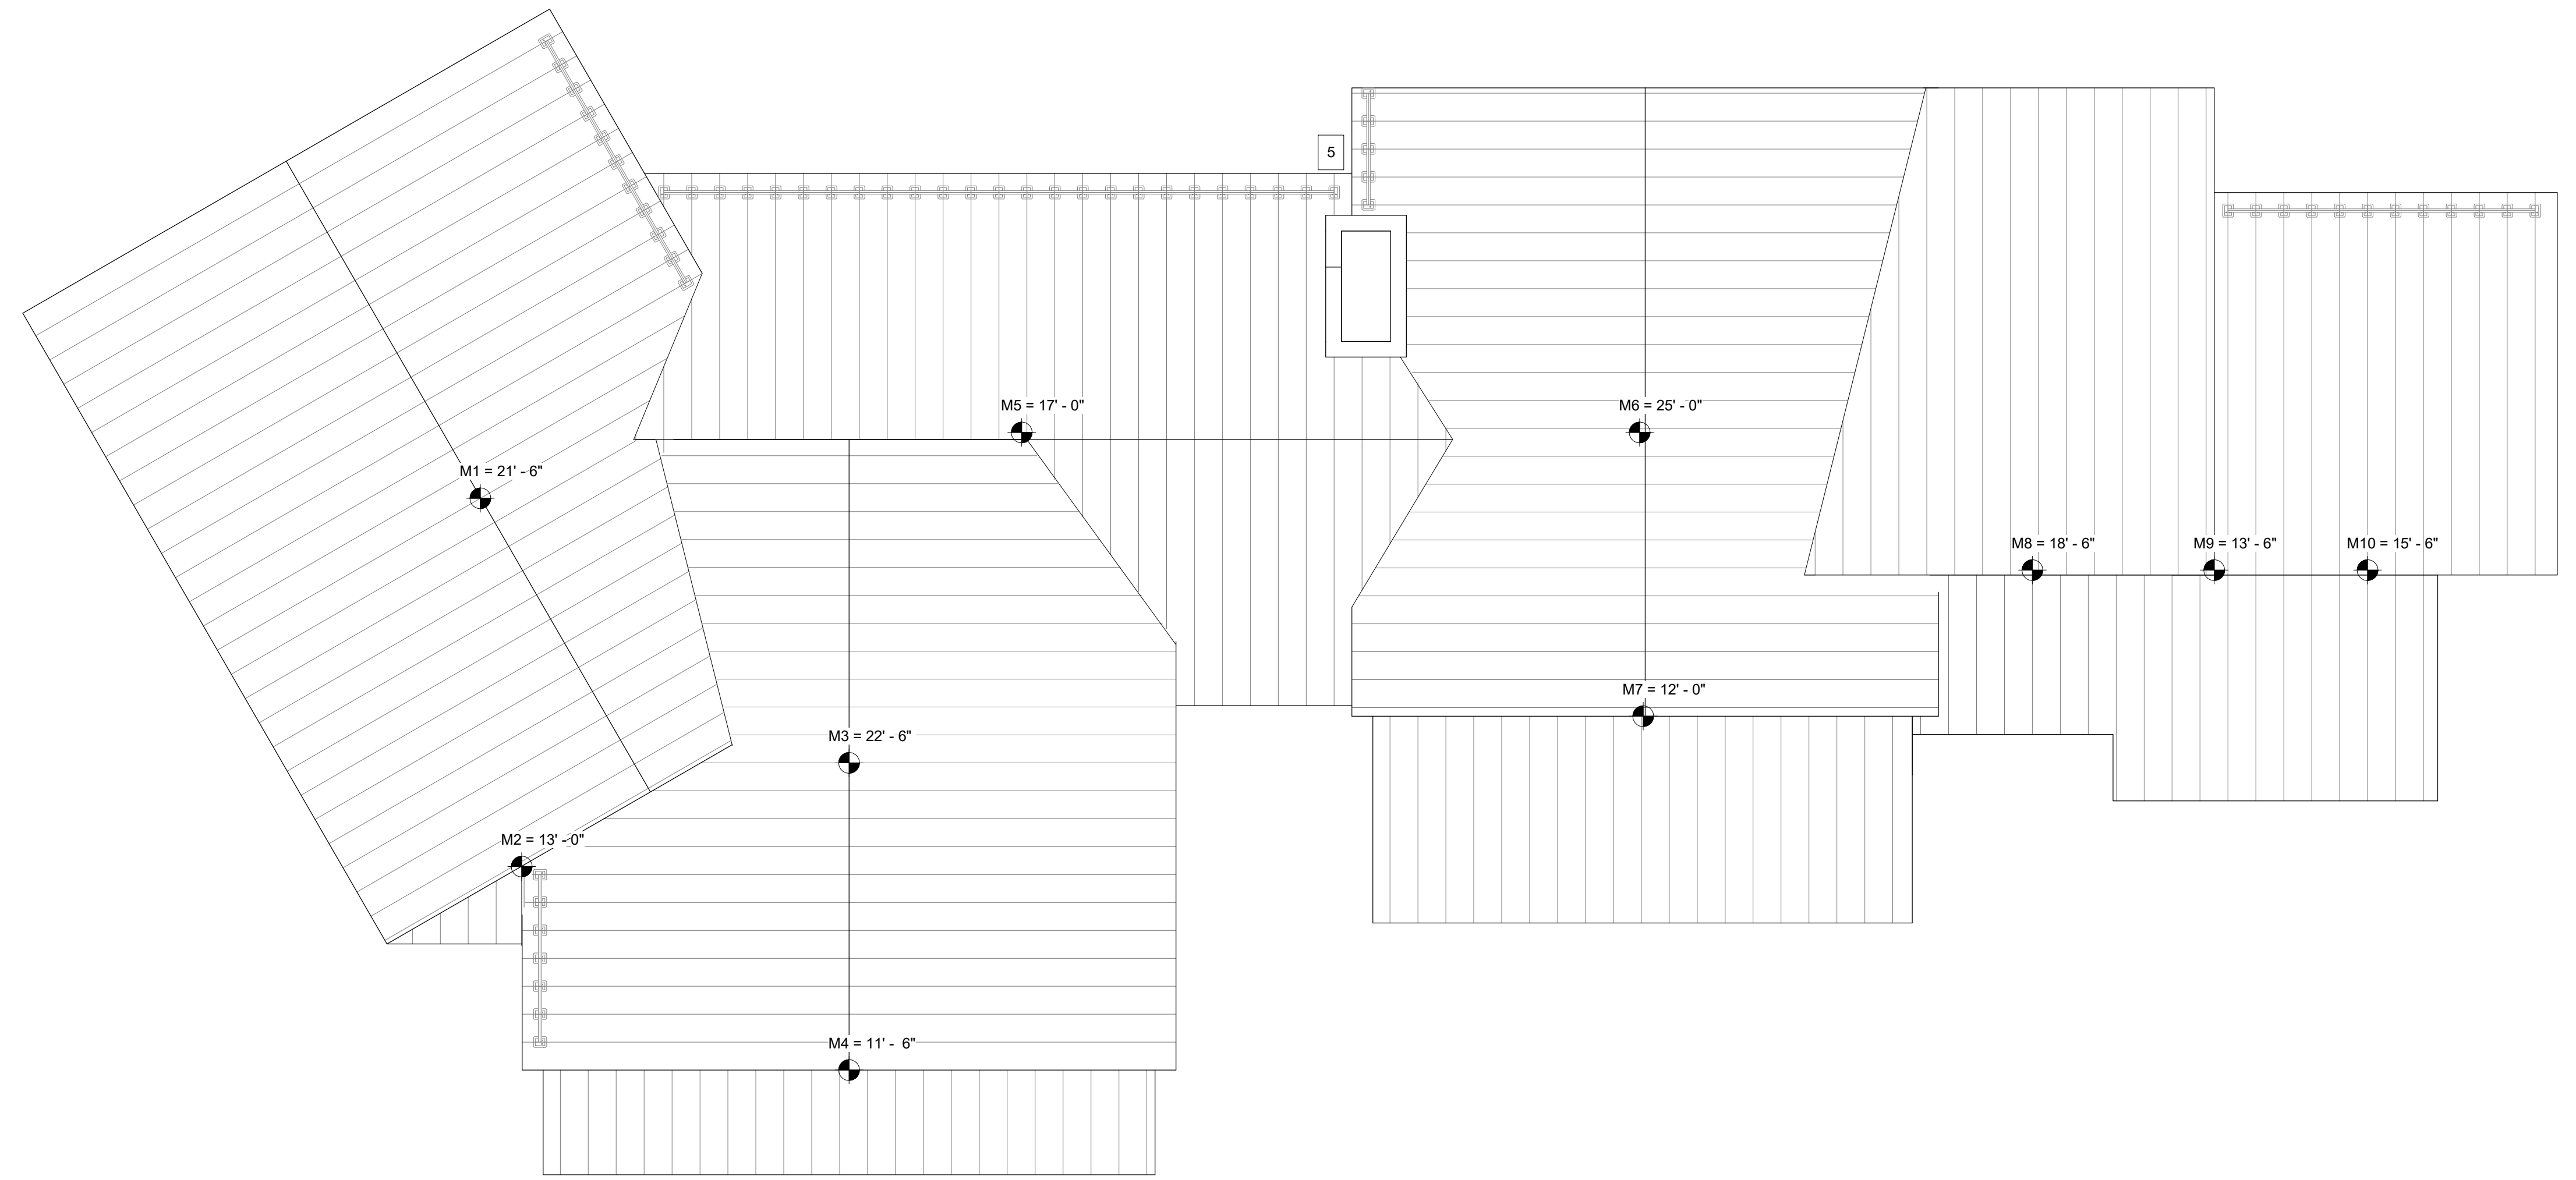 5
M5 = 17' - 0"
M6 = 25' - 0"
M1 = 21' - 6"
M8 = 18' - 6"
M9 = 13' - 6"
M10 = 15' - 6"
M7 = 12' - 0"
M3 = 22' - 6"
M2 = 13' - 0"
M4 = 11' -  6"